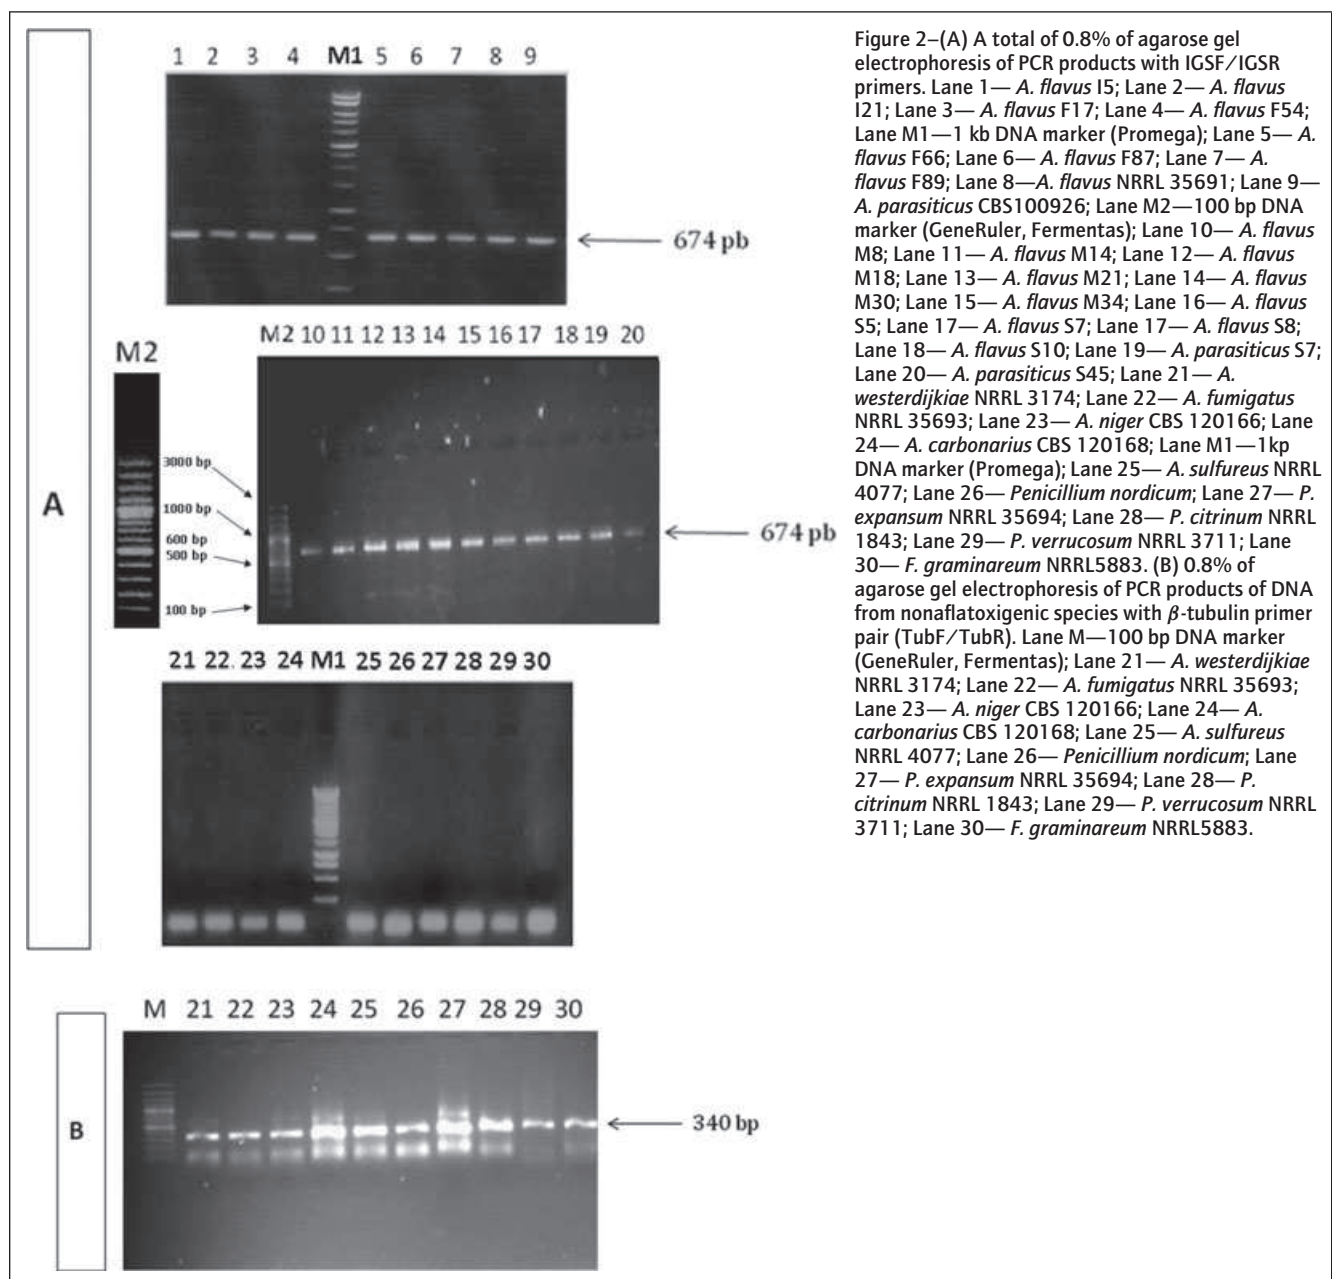 1 2 3 4 M1 5 6 7 8 9
674 pb
M2
M2 10 11 12 13 14 15 16 17 18 19 20
3000 bp
1000 bp
600 bp
500 bp
100 bp
674 pb
A
21 22. 23 24 M1 25 26 27 28 29 30
M 21 22 23 24 25 26 27 28 29 30
B
340 bp
Figure 2–(A) A total of 0.8% of agarose gel
electrophoresis of PCR products with IGSF/IGSR
primers. Lane 1— A. flavus I5; Lane 2— A. flavus
I21; Lane 3— A. flavus F17; Lane 4— A. flavus F54;
Lane M1—1 kb DNA marker (Promega); Lane 5— A.
flavus F66; Lane 6— A. flavus F87; Lane 7— A.
flavus F89; Lane 8—A. flavus NRRL 35691; Lane 9—
A. parasiticus CBS100926; Lane M2—100 bp DNA
marker (GeneRuler, Fermentas); Lane 10— A. flavus
M8; Lane 11— A. flavus M14; Lane 12— A. flavus
M18; Lane 13— A. flavus M21; Lane 14— A. flavus
M30; Lane 15— A. flavus M34; Lane 16— A. flavus
S5; Lane 17— A. flavus S7; Lane 17— A. flavus S8;
Lane 18— A. flavus S10; Lane 19— A. parasiticus S7;
Lane 20— A. parasiticus S45; Lane 21— A.
westerdijkiae NRRL 3174; Lane 22— A. fumigatus
NRRL 35693; Lane 23— A. niger CBS 120166; Lane
24— A. carbonarius CBS 120168; Lane M1—1kp
DNA marker (Promega); Lane 25— A. sulfureus NRRL
4077; Lane 26— Penicillium nordicum; Lane 27— P.
expansum NRRL 35694; Lane 28— P. citrinum NRRL
1843; Lane 29— P. verrucosum NRRL 3711; Lane
30— F. graminareum NRRL5883. (B) 0.8% of
agarose gel electrophoresis of PCR products of DNA
from nonaflatoxigenic species with β-tubulin primer
pair (TubF/TubR). Lane M—100 bp DNA marker
(GeneRuler, Fermentas); Lane 21— A. westerdijkiae
NRRL 3174; Lane 22— A. fumigatus NRRL 35693;
Lane 23— A. niger CBS 120166; Lane 24— A.
carbonarius CBS 120168; Lane 25— A. sulfureus
NRRL 4077; Lane 26— Penicillium nordicum; Lane
27— P. expansum NRRL 35694; Lane 28— P.
citrinum NRRL 1843; Lane 29— P. verrucosum NRRL
3711; Lane 30— F. graminareum NRRL5883.